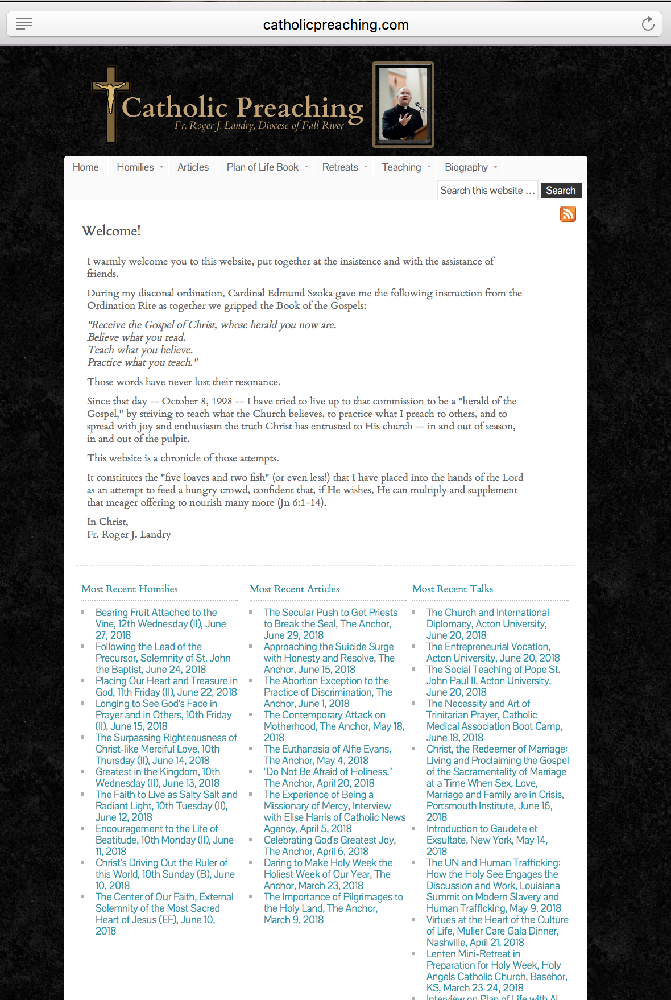 catholicpreaching.com
Catholic Preaching
Fr. Roger J. Landry, Diocese of Fall River
Home Homilies Articles Plan of Life Book Retreats Teaching Biography
Search this website ... Search
Welcome!
I warmly welcome you to this website, put together at the insistence and with the assistance of
friends.
During my diaconal ordination, Cardinal Edmund Szoka gave me the following instruction from the
Ordination Rite as together we gripped the Book of the Gospels:
"Receive the Gospel of Christ, whose herald you now are.
Believe what you read.
Teach what you believe.
Practice what you teach."
Those words have never lost their resonance.
Since that day -- October 8, 1998 -- I have tried to live up to that commission to be a "herald of the
Gospel," by striving to teach what the Church believes, to practice what I preach to others, and to
spread with joy and enthusiasm the truth Christ has entrusted to His church -- in and out of season,
in and out of the pulpit.
This website is a chronicle of those attempts.
It constitutes the "five loaves and two fish" (or even less!) that I have placed into the hands of the Lord
as an attempt to feed a hungry crowd, confident that, if He wishes, He can multiply and supplement
that meager offering to nourish many more (Jn 6:1-14).
In Christ,
Fr. Roger J. Landry
Most Recent Homilies
Bearing Fruit Attached to the
Vine, 12th Wednesday (II), June
27, 2018
Following the Lead of the
Precursor, Solemnity of St. John
the Baptist, June 24, 2018
Placing Our Heart and Treasure in
God, 11th Friday (II), June 22, 2018
Longing to See God's Face in
Prayer and in Others, 10th Friday
(II), June 15, 2018
The Surpassing Righteousness of
Christ-like Merciful Love, 10th
Thursday (II), June 14, 2018
Greatest in the Kingdom, 10th
Wednesday (II), June 13, 2018
The Faith to Live as Salty Salt and
Radiant Light, 10th Tuesday (II),
June 12, 2018
Encouragement to the Life of
Beatitude, 10th Monday (II), June
11, 2018
Christ's Driving Out the Ruler of
this World, 10th Sunday (B), June
10, 2018
The Center of Our Faith, External
Solemnity of the Most Sacred
Heart of Jesus (EF), June 10,
2018
Most Recent Articles
The Secular Push to Get Priests
to Break the Seal, The Anchor,
June 29, 2018
Approaching the Suicide Surge
with Honesty and Resolve, The
Anchor, June 15, 2018
The Abortion Exception to the
Practice of Discrimination, The
Anchor, June 1, 2018
The Contemporary Attack on
Motherhood, The Anchor, May 18,
2018
The Euthanasia of Alfie Evans,
The Anchor, May 4, 2018
"Do Not Be Afraid of Holiness,"
The Anchor, April 20, 2018
The Experience of Being a
Missionary of Mercy, Interview
with Elise Harris of Catholic News
Agency, April 5, 2018
Celebrating God's Greatest Joy,
The Anchor, April 6, 2018
Daring to Make Holy Week the
Holiest Week of Our Year, The
Anchor, March 23, 2018
The Importance of Pilgrimages to
the Holy Land, The Anchor,
March 9, 2018
Most Recent Talks
The Church and International
Diplomacy, Acton University,
June 20, 2018
The Entrepreneurial Vocation,
Acton University, June 20, 2018
The Social Teaching of Pope St.
John Paul II, Acton University,
June 20, 2018
The Necessity and Art of
Trinitarian Prayer, Catholic
Medical Association Boot Camp,
June 18, 2018
Christ, the Redeemer of Marriage:
Living and Proclaiming the Gospel
of the Sacramentality of Marriage
at a Time When Sex, Love,
Marriage and Family are in Crisis,
Portsmouth Institute, June 16,
2018
Introduction to Gaudete et
Exsultate, New York, May 14,
2018
The UN and Human Trafficking:
How the Holy See Engages the
Discussion and Work, Louisiana
Summit on Modern Slavery and
Human Trafficking, May 9, 2018
Virtues at the Heart of the Culture
of Life, Mulier Care Gala Dinner,
Nashville, April 21, 2018
Lenten Mini-Retreat in
Preparation for Holy Week, Holy
Angels Catholic Church, Basehor,
KS, March 23-24, 2018
Interview on Plan of Life with Al